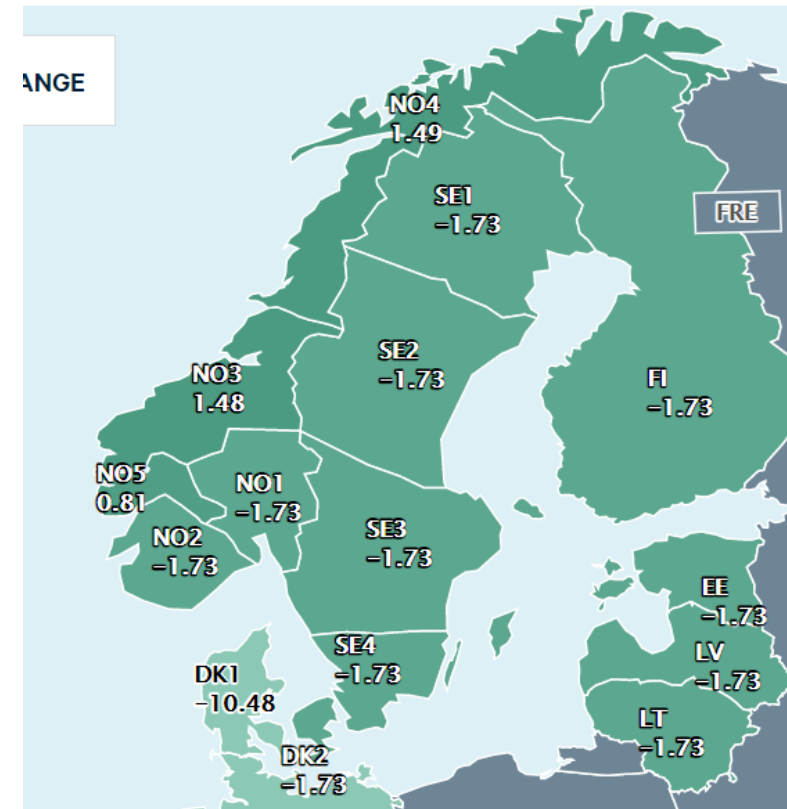 ANGE
NO4
1.49
SE1
−1.73
FRE
SE2
−1.73
NO3
1.48
FI
−1.73
NO5
0.81
NO1
−1.73
NO2
−1.73
SE3
−1.73
EE
−1.73
SE4
−1.73
LV
−1.73
DK1
−10.48
LT
−1.73
DK2
−1.73